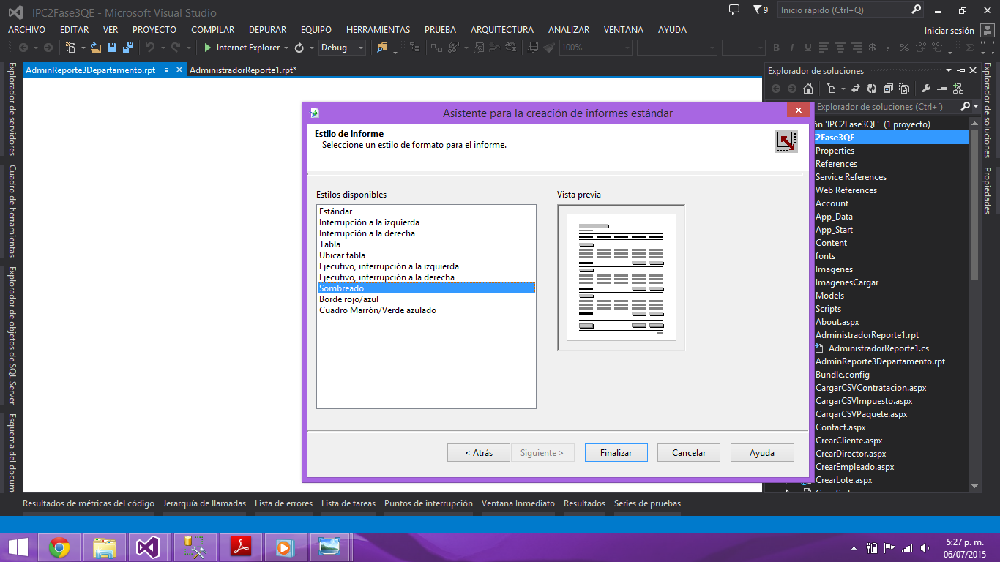 IPC2Fase3QE - Microsoft Visual Studio
9
Inicio rápido (Ctrl+Q)
ARCHIVO EDITAR VER PROYECTO COMPILAR DEPURAR EQUIPO HERRAMIENTAS PRUEBA ARQUITECTURA ANALIZAR VENTANA AYUDA
Iniciar sesión
Internet Explorer
Debug
100%
AdminReporte3Departamento.rpt
AdministradorReporte1.rpt*
Explorador de servidores
Cuadro de herramientas
Explorador de objetos de SQL Server
Esquema del docum
Asistente para la creación de informes estándar
Estilo de informe
Seleccione un estilo de formato para el informe.
Estilos disponibles
Estándar
Interrupción a la izquierda
Interrupción a la derecha
Tabla
Ubicar tabla
Ejecutivo, interrupción a la izquierda
Ejecutivo, interrupción a la derecha
Sombreado
Borde rojo/azul
Cuadro Marrón/Verde azulado
Vista previa
< Atrás
Siguiente >
Finalizar
Cancelar
Ayuda
Explorador de soluciones
Explorador de soluciones (Ctrl+´)
ón 'IPC2Fase3QE' (1 proyecto)
C2Fase3QE
Properties
References
Service References
Web References
Account
App_Data
App_Start
Content
fonts
Imagenes
ImagenesCargar
Models
Scripts
About.aspx
AdministradorReporte1.rpt
AdministradorReporte1.cs
AdminReporte3Departamento.rpt
Bundle.config
CargarCSVContratacion.aspx
CargarCSVImpuesto.aspx
CargarCSVPaquete.aspx
Contact.aspx
CrearCliente.aspx
CrearDirector.aspx
CrearEmpleado.aspx
CrearLote.aspx
Explorador de soluciones
Propiedades
Resultados de métricas del código Jerarquía de llamadas Lista de errores Lista de tareas Puntos de interrupción Ventana Inmediato Resultados Series de pruebas
5:27 p. m.
06/07/2015